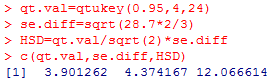 > qt.val=qtukey(0.95,4,24)
> se.diff=sqrt(28.7*2/3)
> HSD=qt.val/sqrt(2)*se.diff
> c(qt.val,se.diff,HSD)
[1]  3.901262  4.374167 12.066614